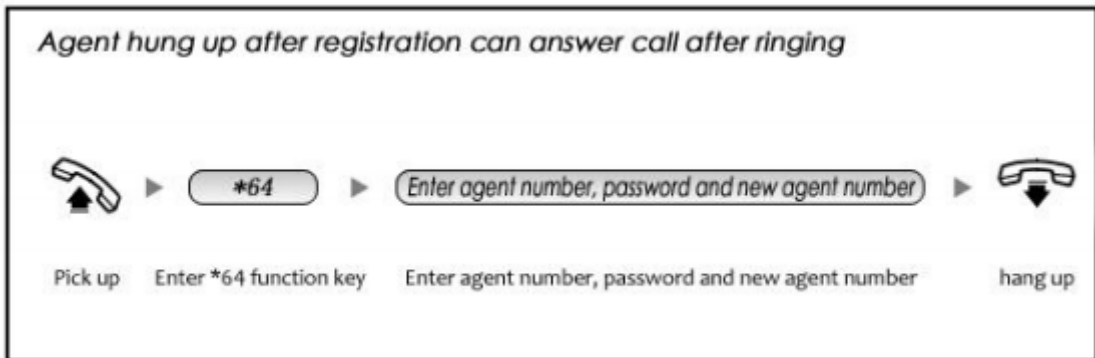 Agent hung up after registration can answer call after ringing
*64
Enter agent number, password and new agent number
Pick up
Enter *64 function key
Enter agent number, password and new agent number
hang up